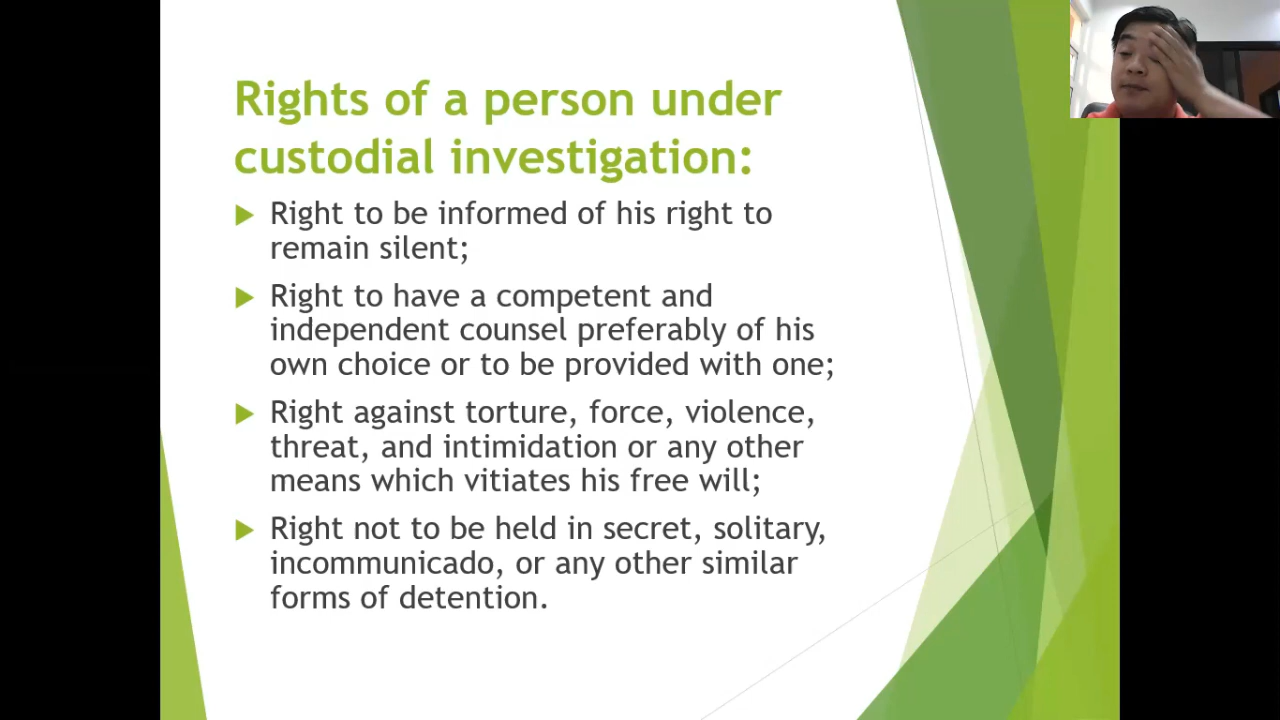 Rights of a person under
custodial investigation:
Right to be informed of his right to
remain silent;
Right to have a competent and
independent counsel preferably of his
own choice or to be provided with one;
Right against torture, force, violence,
threat, and intimidation or any other
means which vitiates his free will;
Right not to be held in secret, solitary,
incommunicado, or any other similar
forms of detention.